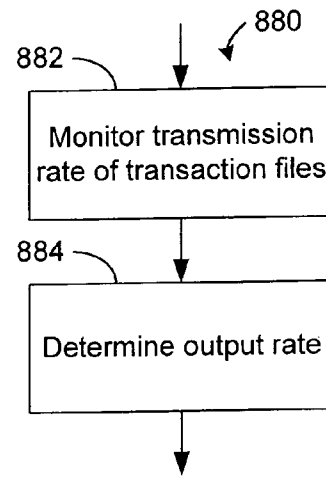 880
882
Monitor transmission
rate of transaction files
884
Determine output rate